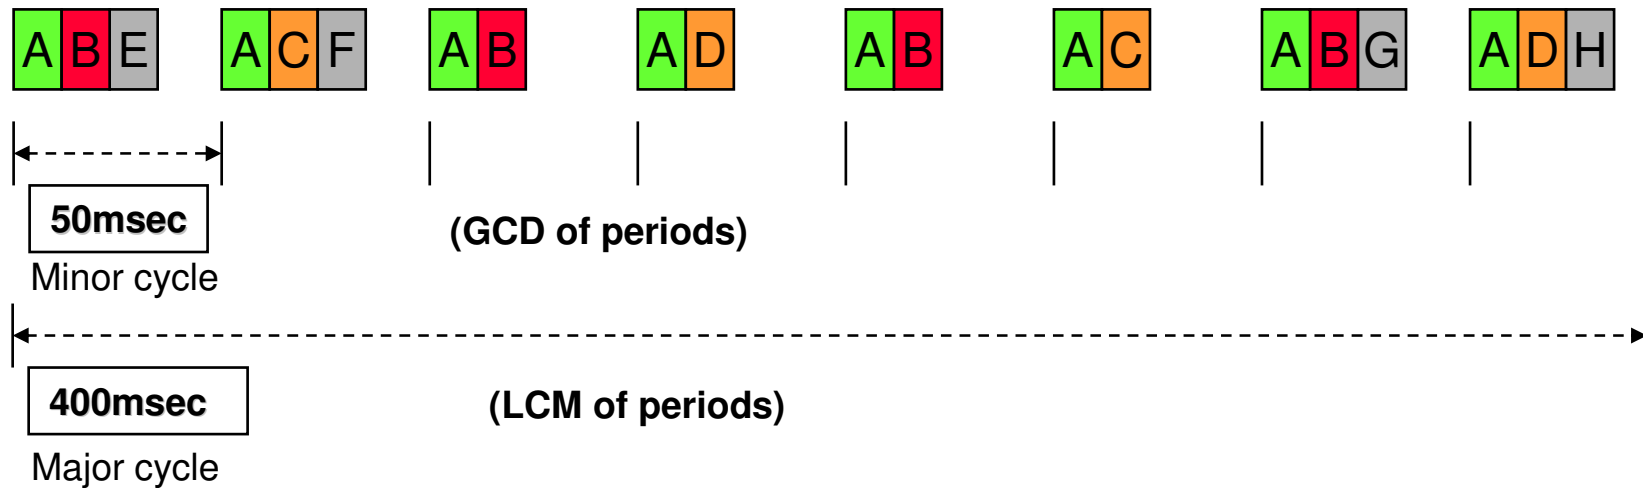 A B E A C F A B A D A B A C A B G A D H
50msec (GCD of periods)
Minor cycle
400msec (LCM of periods)
Major cycle